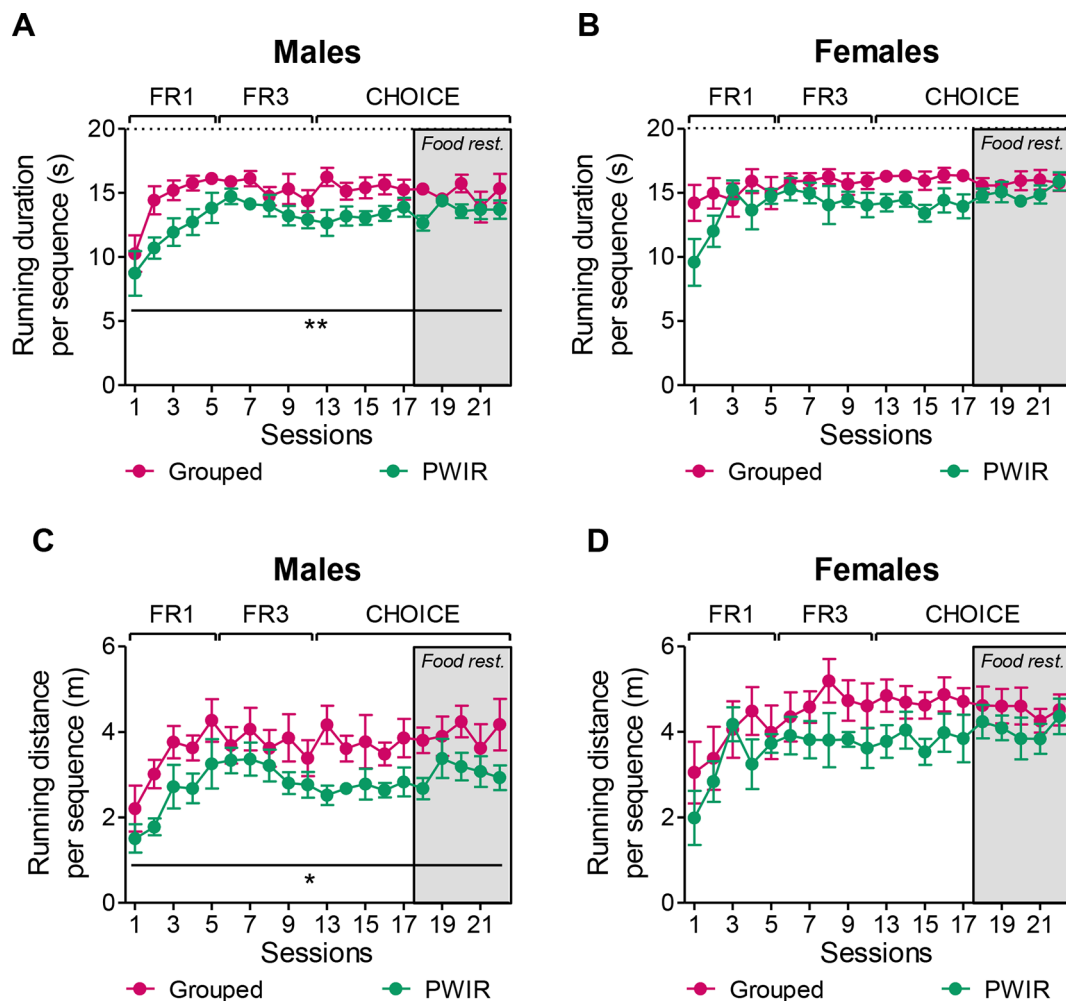 A
Males
FR1 FR3 CHOICE
Food rest.
Running duration
per sequence (s)
20
15
10
5
0
**
1 3 5 7 9 13 15 17 19 21
Sessions
Grouped PWIR
B
Females
FR1 FR3 CHOICE
Food rest.
Running duration
per sequence (s)
20
15
10
5
0
1 3 5 7 9 13 15 17 19 21
Sessions
Grouped PWIR
C
Males
FR1 FR3 CHOICE
Food rest.
Running distance
per sequence (m)
6
4
2
0
*
1 3 5 7 9 13 15 17 19 21
Sessions
Grouped PWIR
D
Females
FR1 FR3 CHOICE
Food rest.
Running distance
per sequence (m)
6
4
2
0
1 3 5 7 9 13 15 17 19 21
Sessions
Grouped PWIR